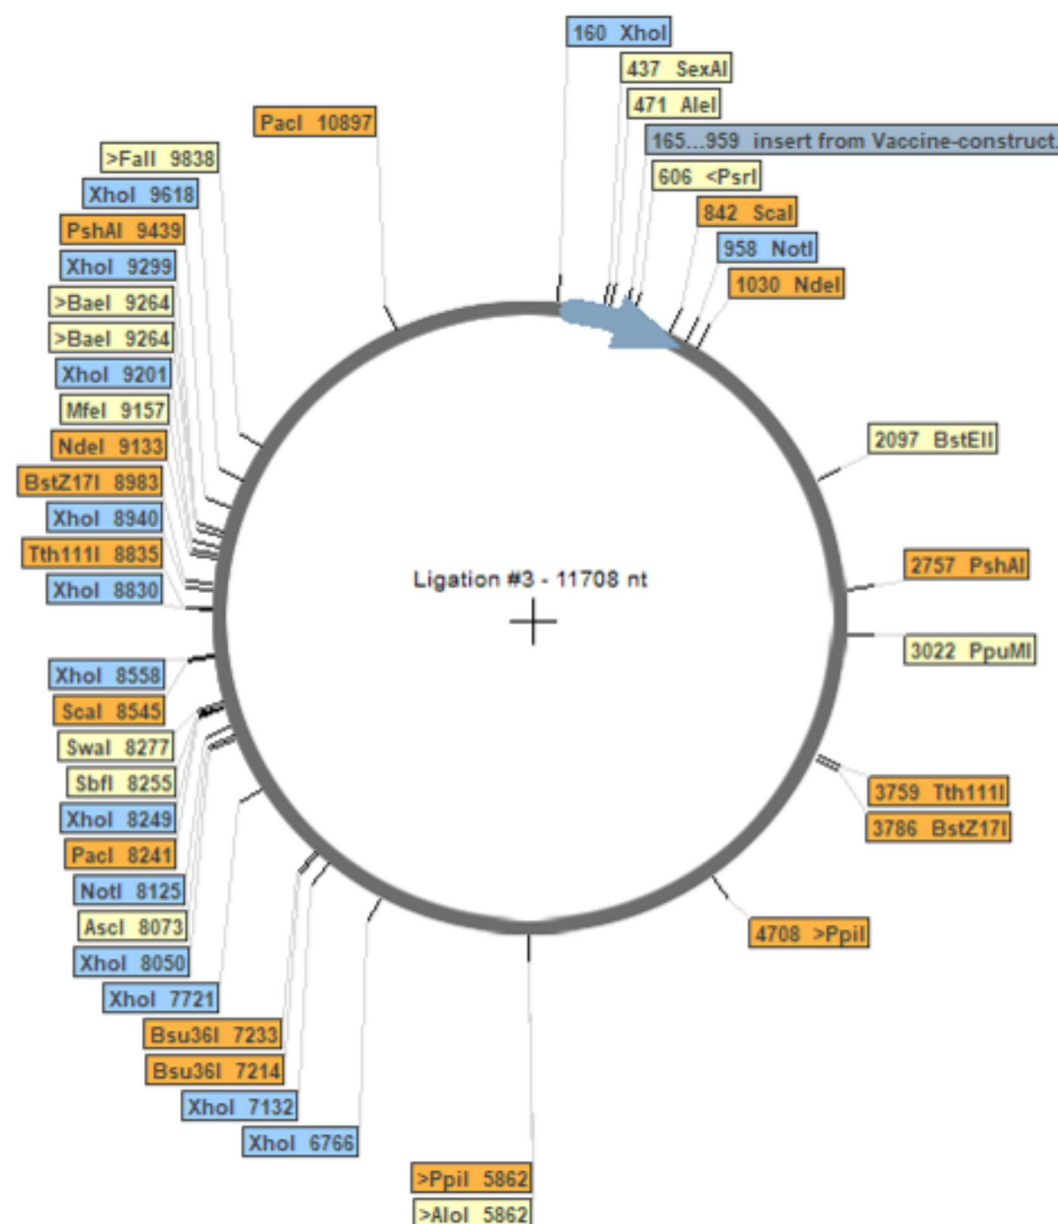 160 XhoI
437 SexAI
471 AleI
165...959 insert from Vaccine-construct.
606 <PsrI
842 ScaI
958 NotI
1030 NdeI
2097 BstEII
2757 PshAI
3022 PpuMI
3759 Tth111I
3786 BstZ17I
4708 >PpiI
>PpiI 5862
>AloI 5862
XhoI 6766
XhoI 7132
Bsu36I 7214
Bsu36I 7233
XhoI 7721
XhoI 8050
AscI 8073
NotI 8125
PacI 8241
XhoI 8249
SbfI 8255
SwaI 8277
ScaI 8545
XhoI 8558
XhoI 8830
Tth111I 8835
XhoI 8940
BstZ17I 8983
NdeI 9133
MfeI 9157
XhoI 9201
>BaeI 9264
>BaeI 9264
XhoI 9299
PshAI 9439
XhoI 9618
>FalI 9838
PacI 10897
Ligation #3 - 11708 nt